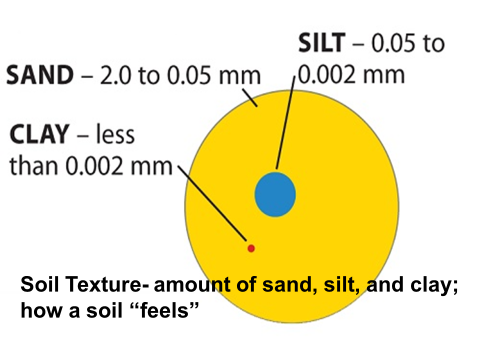 SILT – 0.05 to
0.002 mm
SAND – 2.0 to 0.05 mm
CLAY – less
than 0.002 mm
Soil Texture- amount of sand, silt, and clay;
how a soil “feels”